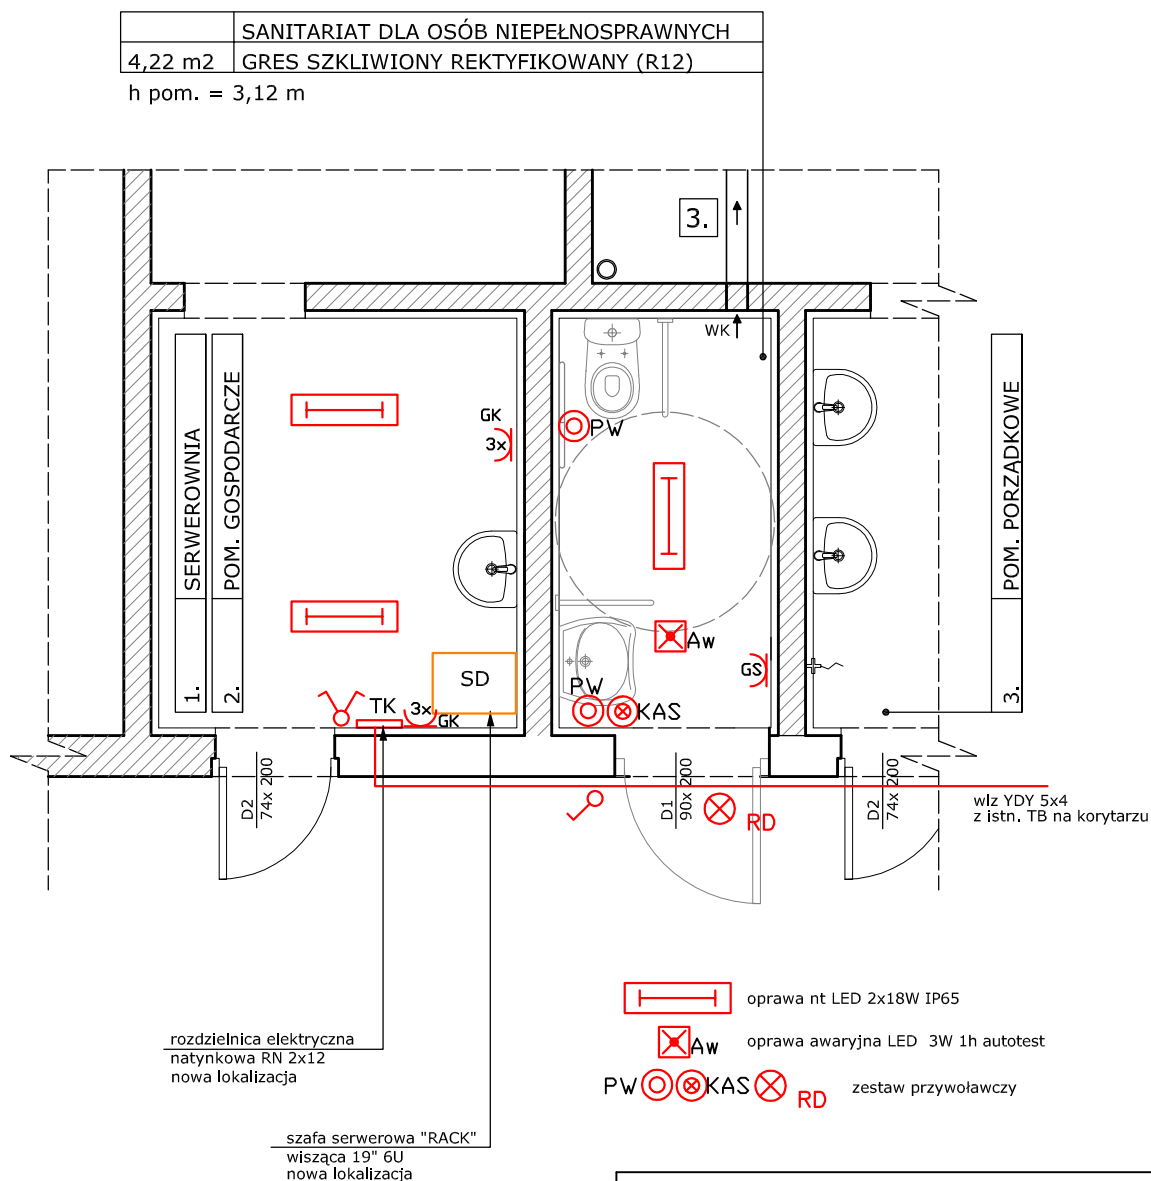 SANITARIAT DLA OSÓB NIEPEŁNOSPRAWNYCH
4,22 m2 GRES SZKLIWIONY REKTYFIKOWANY (R12)
h pom. = 3,12 m
3.
WK
1. SERWEROWNIA
2. POM. GOSPODARCZE
GK
3x
PW
3. POM. PORZĄDKOWE
Aw
GS
SD
TK
3x
GK
PW
KAS
D2
74x 200
D1
90x 200
D2
74x 200
RD
wlz YDY 5x4
z istn. TB na korytarzu
oprawa nt LED 2x18W IP65
Aw
oprawa awaryjna LED 3W 1h autotest
PW
KAS
RD
zestaw przywoławczy
rozdzielnica elektryczna
natynkowa RN 2x12
nowa lokalizacja
szafa serwerowa "RACK"
wisząca 19" 6U
nowa lokalizacja